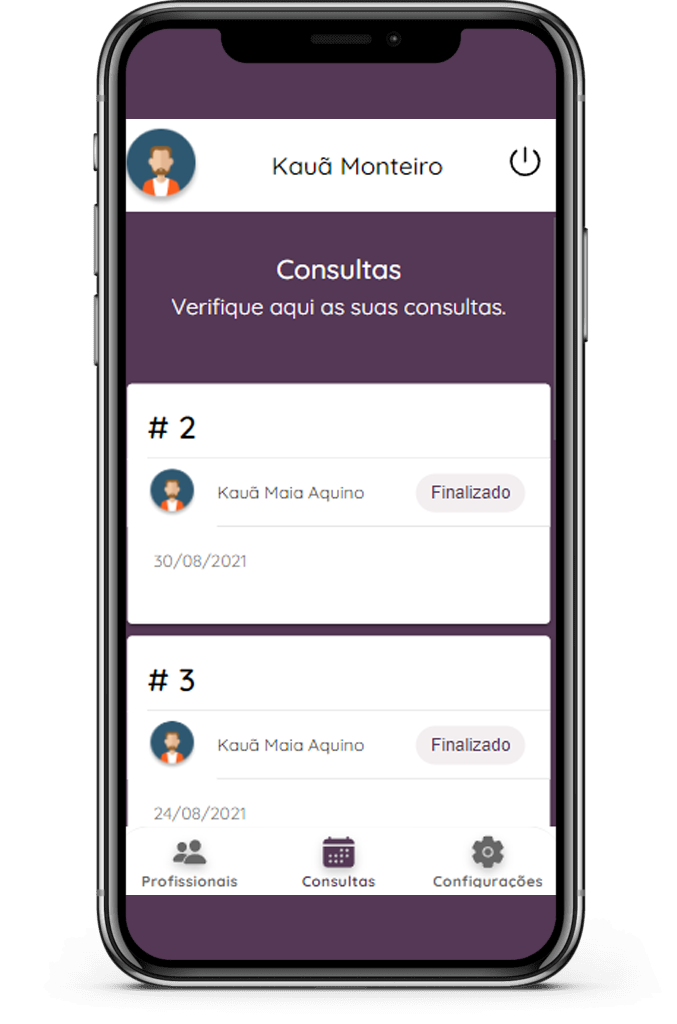 Kauã Monteiro
Consultas
Verifique aqui as suas consultas.
# 2
Kauã Maia Aquino
Finalizado
30/08/2021
# 3
Kauã Maia Aquino
Finalizado
24/08/2021
Profissionais
Consultas
Configurações